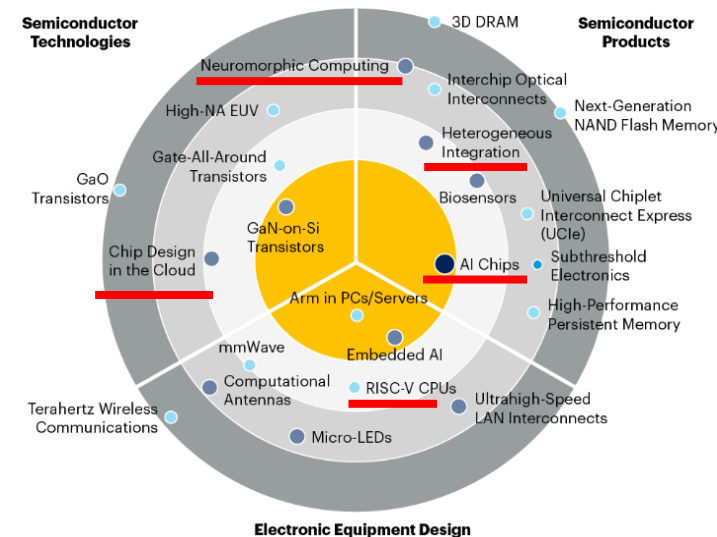 Semiconductor
Technologies
3D DRAM
Semiconductor
Products
Neuromorphic Computing
Interchip Optical
Interconnects
High-NA EUV
Next-Generation
NAND Flash Memory
Heterogeneous
Integration
Gate-All-Around
Transistors
GaO
Transistors
Biosensors
Universal Chiplet
Interconnect Express
(UCIe)
GaN-on-Si
Transistors
Chip Design
in the Cloud
AI Chips
Subthreshold
Electronics
Arm in PCs/Servers
High-Performance
Persistent Memory
mmWave
Embedded AI
Computational
Antennas
RISC-V CPUs
Ultrahigh-Speed
LAN Interconnects
Terahertz Wireless
Communications
Micro-LEDs
Electronic Equipment Design